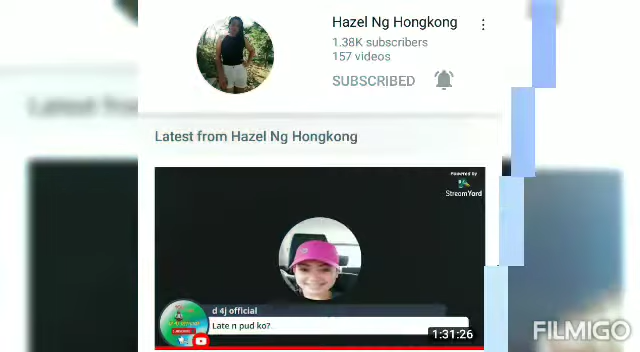 Hazel Ng Hongkong
1.38K subscribers
157 videos
SUBSCRIBED
Latest from Hazel Ng Hongkong
Powered by
StreamYard
d 4j official
Late n pud ko?
1:31:26
FILMIGO